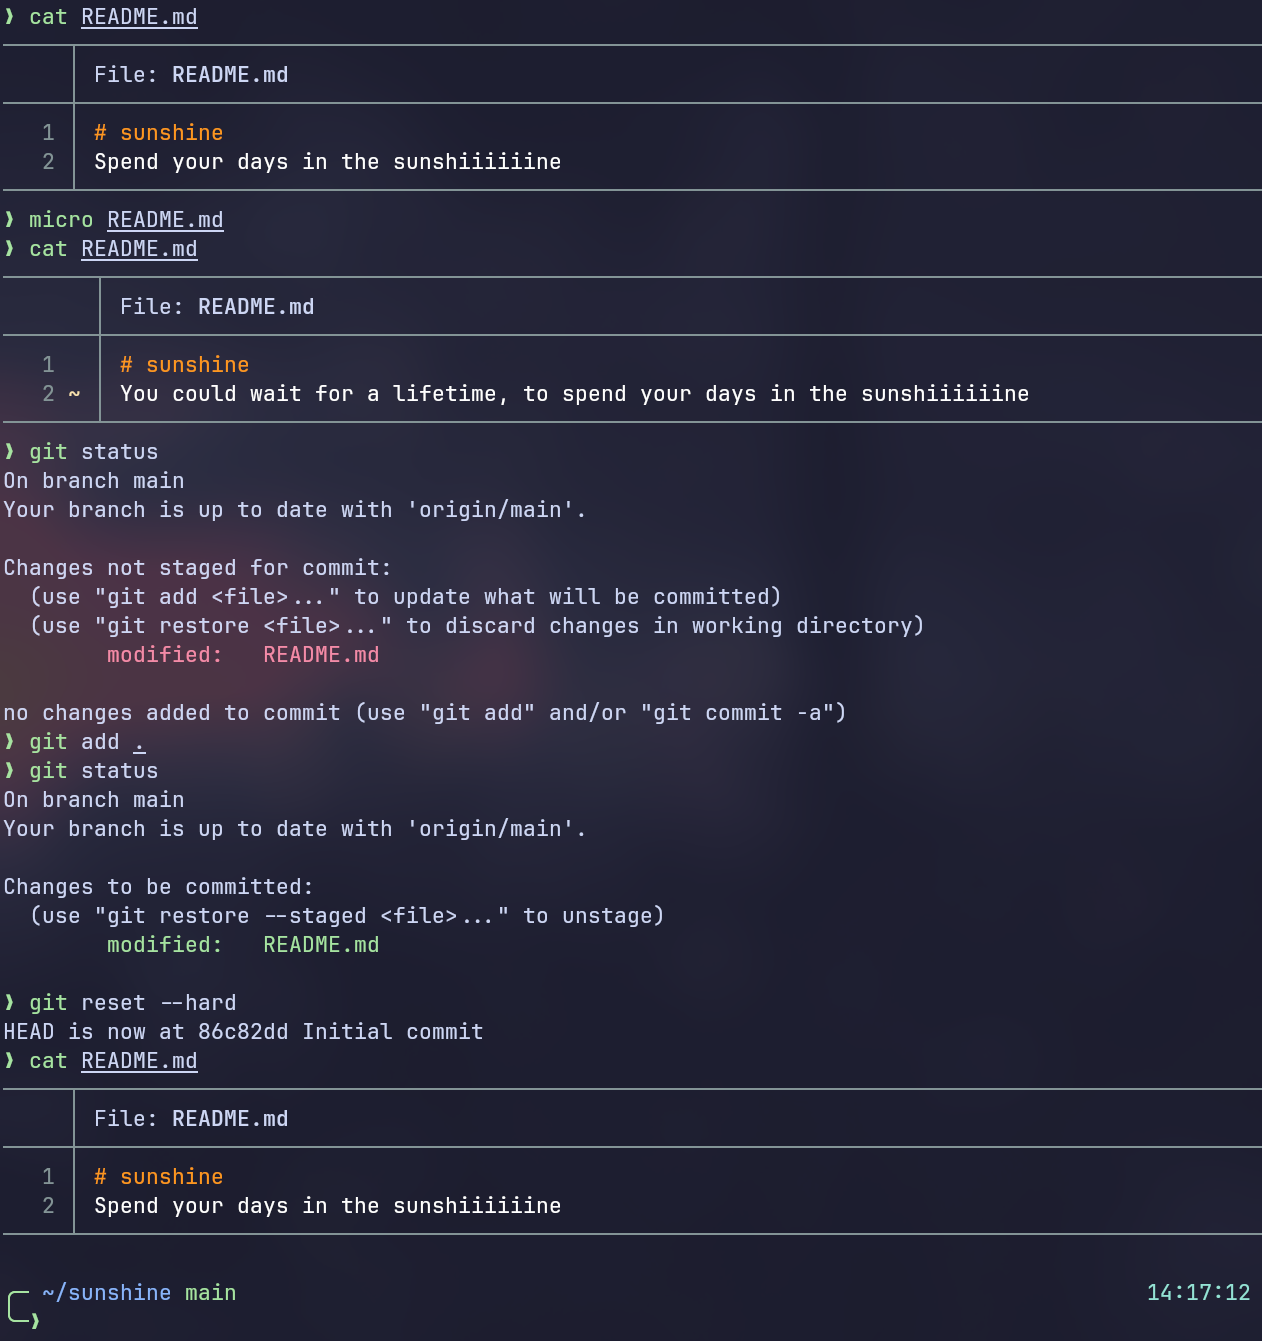 ❯ cat README.md
File: README.md
1 # sunshine
2 Spend your days in the sunshiiiiiine
❯ micro README.md
❯ cat README.md
File: README.md
1 # sunshine
2 ~ You could wait for a lifetime, to spend your days in the sunshiiiiiine
❯ git status
On branch main
Your branch is up to date with 'origin/main'.
Changes not staged for commit:
  (use "git add <file>..." to update what will be committed)
  (use "git restore <file>..." to discard changes in working directory)
        modified:   README.md
no changes added to commit (use "git add" and/or "git commit -a")
❯ git add .
❯ git status
On branch main
Your branch is up to date with 'origin/main'.
Changes to be committed:
  (use "git restore --staged <file>..." to unstage)
        modified:   README.md
❯ git reset --hard
HEAD is now at 86c82dd Initial commit
❯ cat README.md
File: README.md
1 # sunshine
2 Spend your days in the sunshiiiiiine
~/sunshine main 14:17:12
❯